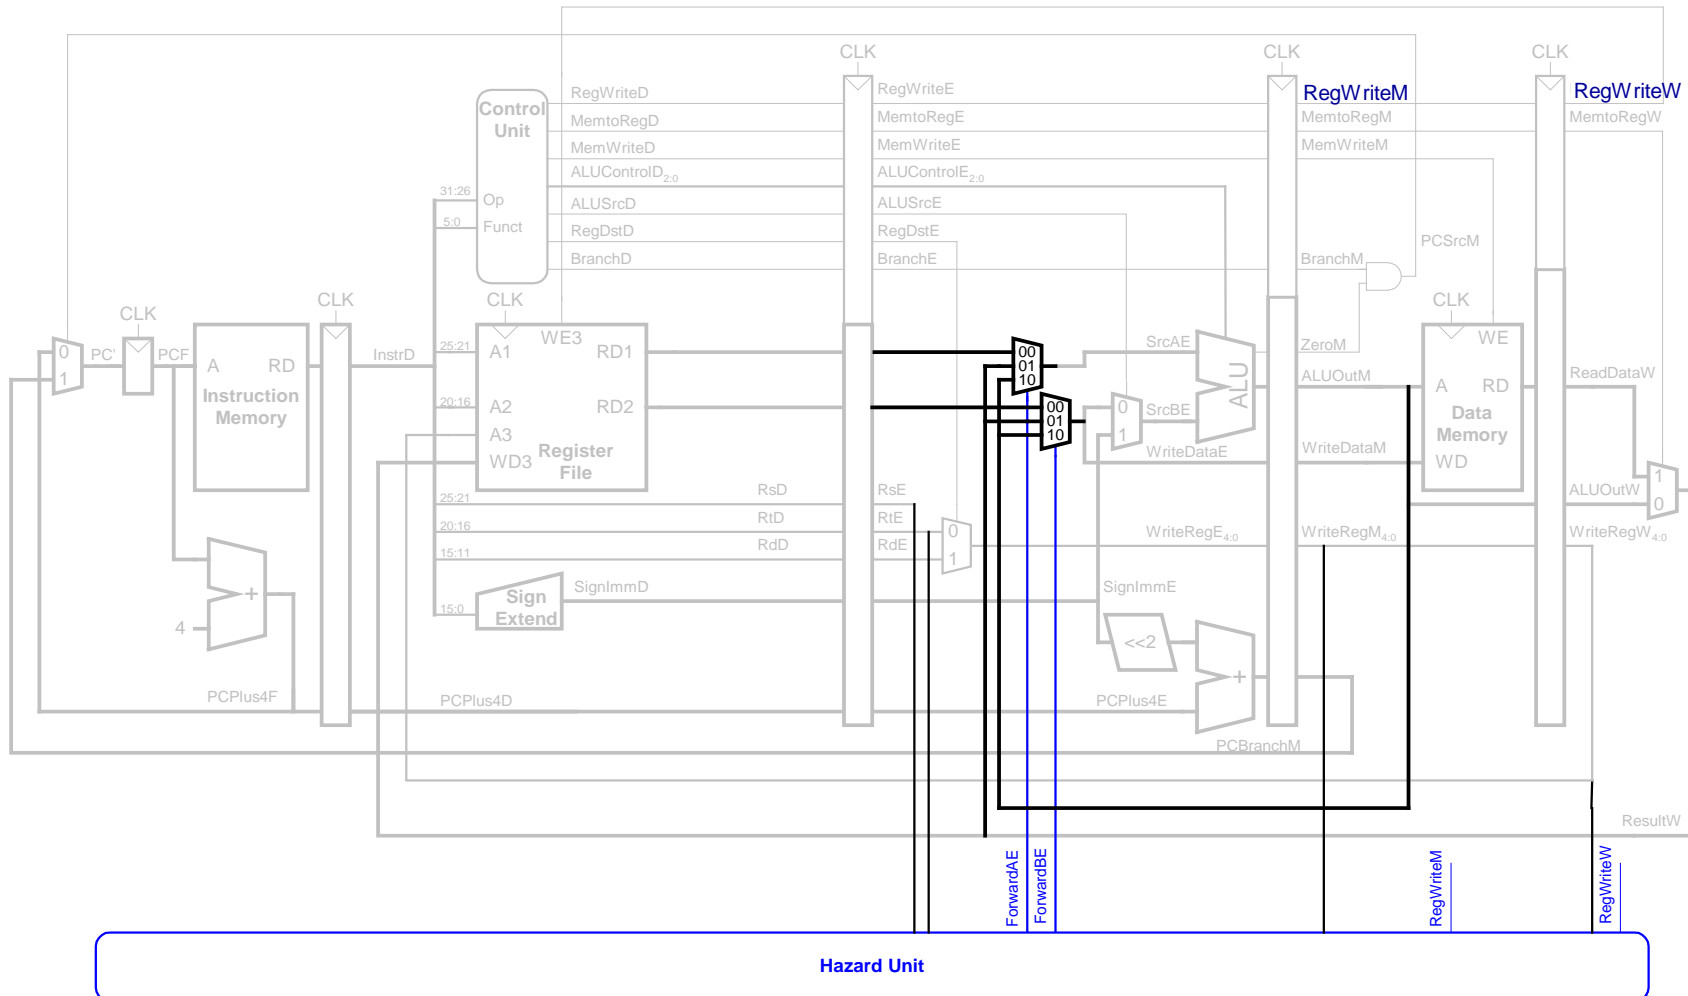 CLK
CLK
CLK
RegWriteD
RegWriteE
RegWriteM
RegWriteW
Control
Unit
MemtoRegD
MemtoRegE
MemtoRegM
MemtoRegW
MemWriteD
MemWriteE
MemWriteM
ALUControlD2:0
ALUControlE2:0
31:26
Op
ALUSrcD
ALUSrcE
5:0
Funct
RegDstD
RegDstE
PCSrcM
BranchD
BranchE
BranchM
CLK
CLK
CLK
CLK
WE3
WE
0
1
PC'
PCF
A
RD
Instruction
Memory
InstrD
25:21
A1
RD1
00
01
10
SrcAE
ZeroM
ALU
ALUOutM
A
RD
ReadDataW
20:16
A2
RD2
00
01
10
0
1
SrcBE
Data
Memory
A3
WD3
Register
File
WriteDataE
WriteDataM
WD
1
0
25:21
RsD
RsE
ALUOutW
20:16
RtD
RtE
0
1
WriteRegE4:0
WriteRegM4:0
WriteRegW4:0
15:11
RdD
RdE
Sign
Extend
SignImmD
SignImmE
15:0
+
4
<<2
+
PCPlus4F
PCPlus4D
PCPlus4E
PCBranchM
ResultW
ForwardAE
ForwardBE
RegWriteM
RegWriteW
Hazard Unit